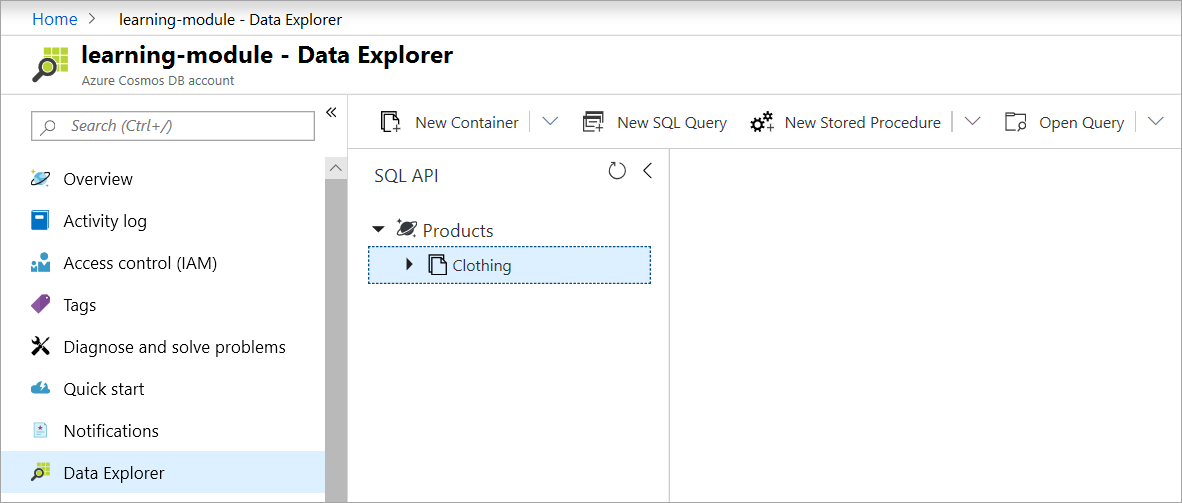 Home > learning-module - Data Explorer
learning-module - Data Explorer
Azure Cosmos DB account
Search (Ctrl+/)
«
Overview
Activity log
Access control (IAM)
Tags
Diagnose and solve problems
Quick start
Notifications
Data Explorer
New Container
New SQL Query
New Stored Procedure
Open Query
SQL API
Products
Clothing